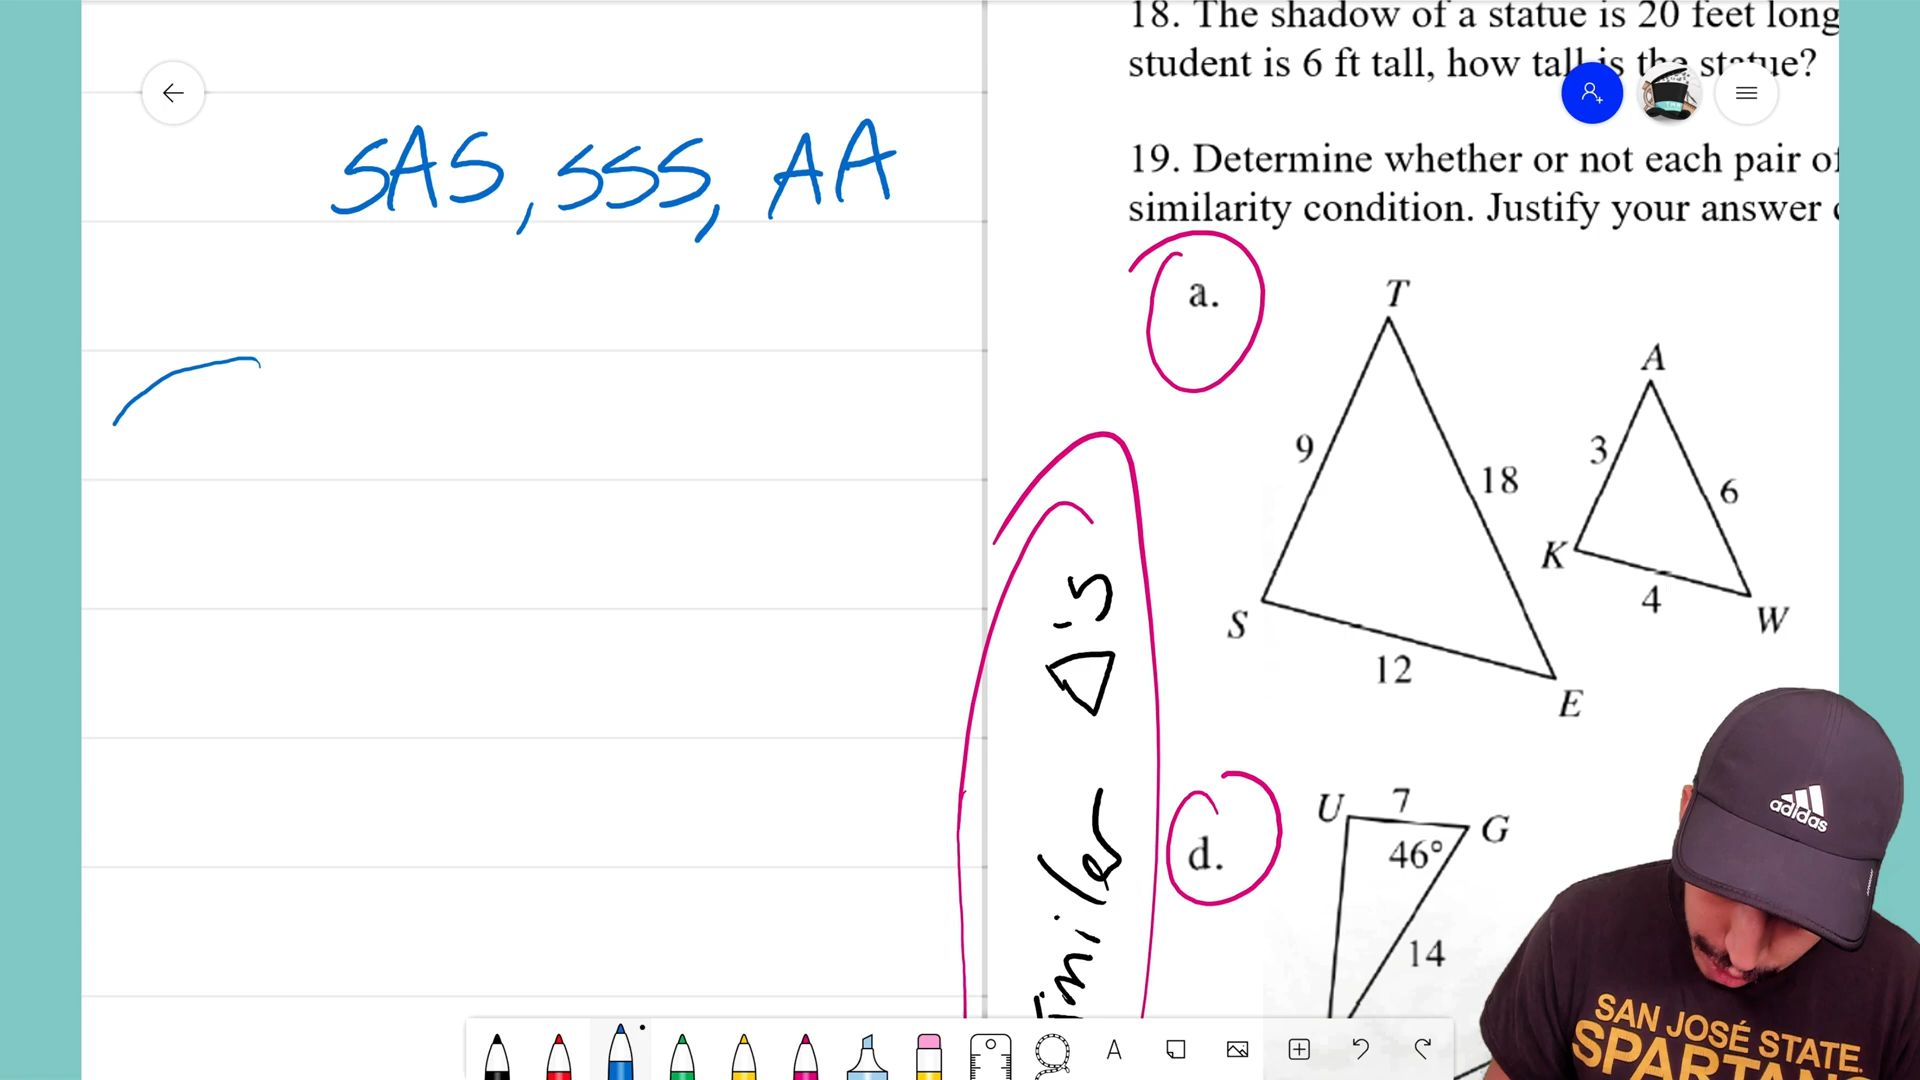 SAS, SSS, AA
18. The shadow of a statue is 20 feet long
student is 6 ft tall, how tall is the statue?
19. Determine whether or not each pair of
similarity condition. Justify your answer
a.
T
9
18
S
12
E
A
3
6
K
4
W
Δ's
d.
U
7
G
46°
14
adidas
SAN JOSÉ STATE
SPARTANS
A